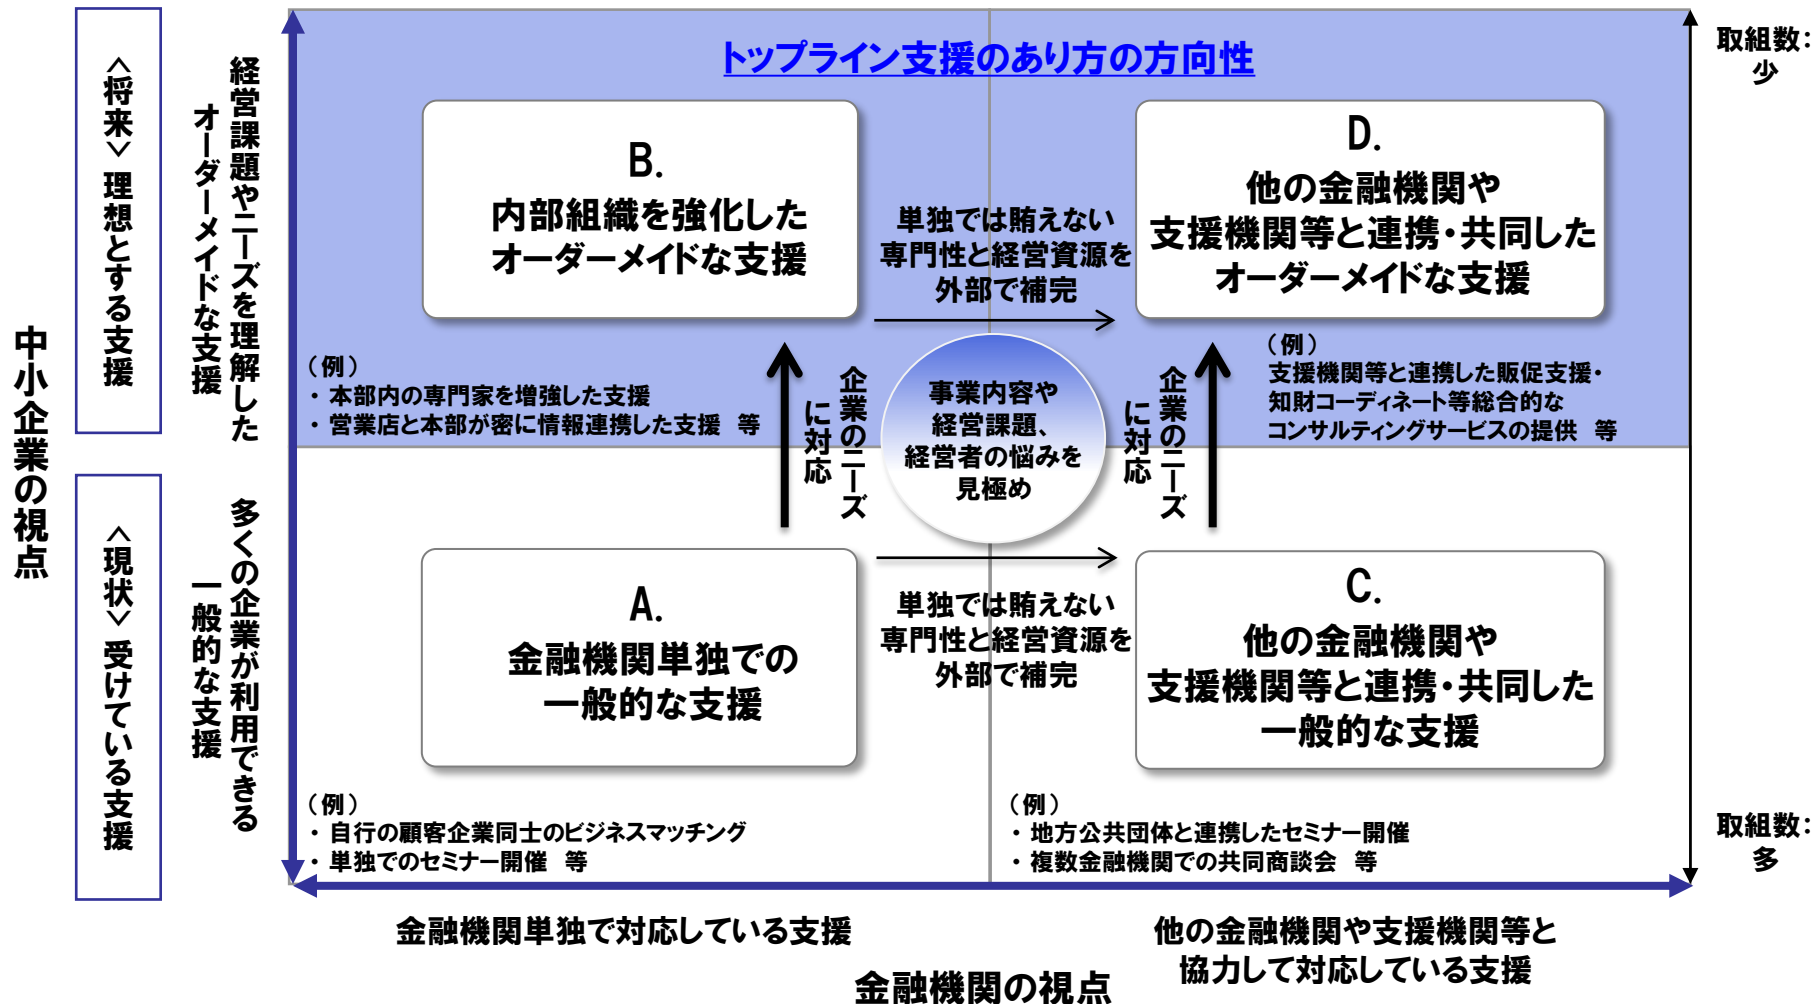 トップライン支援のあり方の方向性
取組数：
少
中小企業の視点
＜将来＞ 理想とする支援
経営課題やニーズを理解した
オーダーメイドな支援
B.
内部組織を強化した
オーダーメイドな支援
（例）
・ 本部内の専門家を増強した支援
・ 営業店と本部が密に情報連携した支援　等
単独では賄えない
専門性と経営資源を
外部で補完
D.
他の金融機関や
支援機関等と連携・共同した
オーダーメイドな支援
（例）
支援機関等と連携した販促支援・
知財コーディネート等総合的な
コンサルティングサービスの提供　等
企業のニーズ
に対応
事業内容や
経営課題、
経営者の悩みを
見極め
企業のニーズ
に対応
＜現状＞ 受けている支援
多くの企業が利用できる
一般的な支援
A.
金融機関単独での
一般的な支援
（例）
・ 自行の顧客企業同士のビジネスマッチング
・ 単独でのセミナー開催　等
単独では賄えない
専門性と経営資源を
外部で補完
C.
他の金融機関や
支援機関等と連携・共同した
一般的な支援
（例）
・ 地方公共団体と連携したセミナー開催
・ 複数金融機関での共同商談会　等
取組数：
多
金融機関単独で対応している支援
他の金融機関や支援機関等と
協力して対応している支援
金融機関の視点